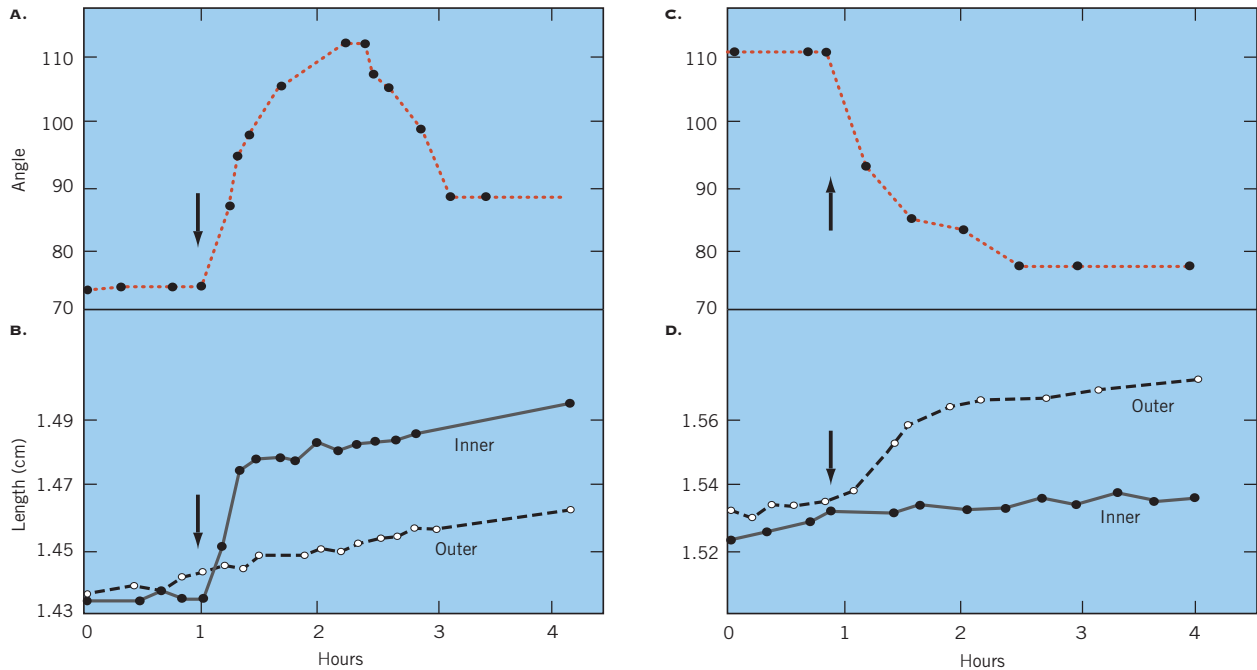 A.
110
100
90
80
70
Angle
B.
1.49
1.47
1.45
1.43
Length (cm)
Inner
Outer
0 1 2 3 4
Hours
C.
110
100
90
80
70
D.
1.56
1.54
1.52
Outer
Inner
0 1 2 3 4
Hours